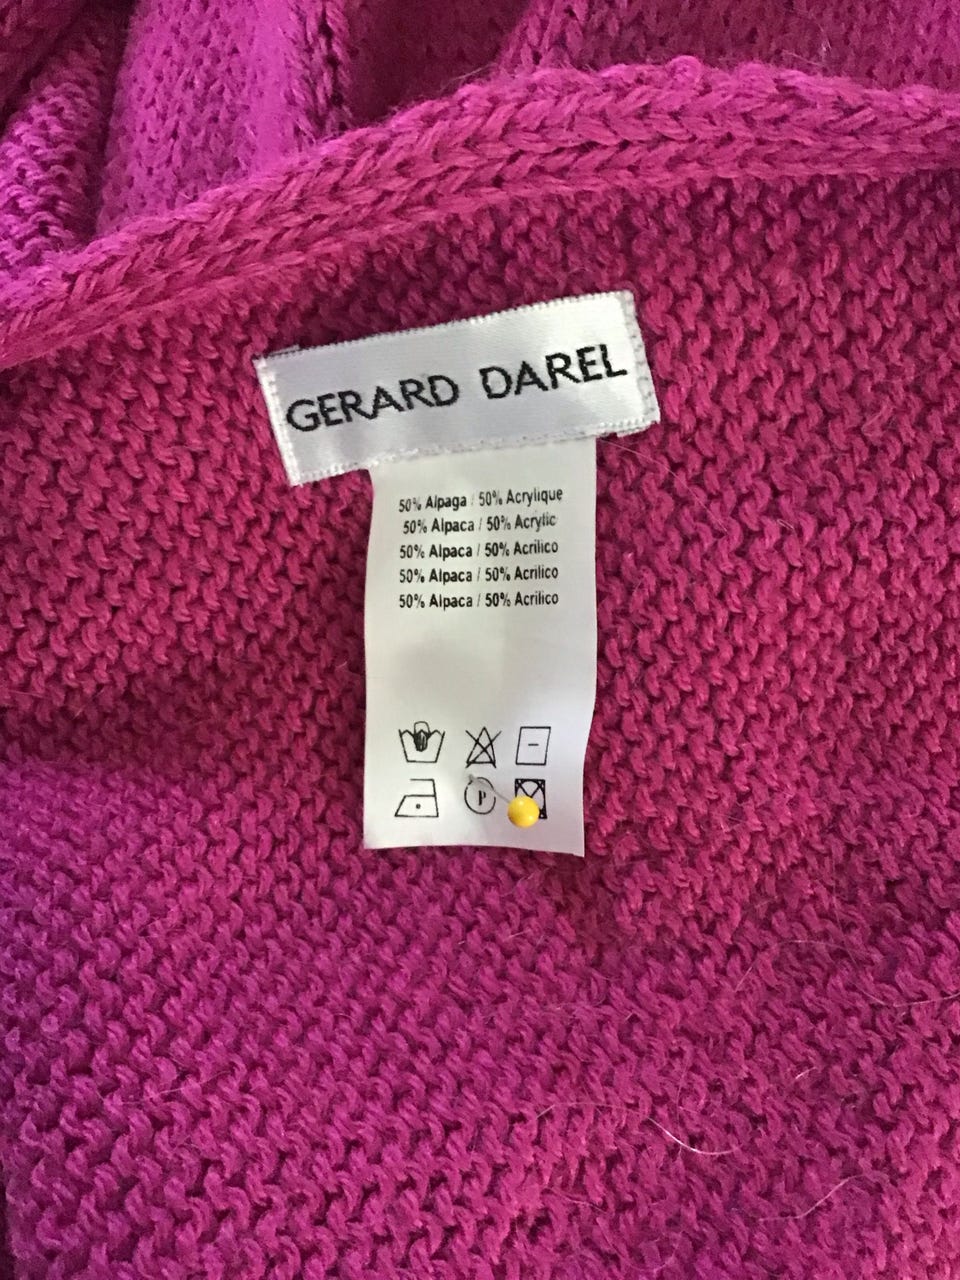 GERARD DAREL
50% Alpaga / 50% Acrylique
50% Alpaca / 50% Acrylic
50% Alpaca / 50% Acrilico
50% Alpaca / 50% Acrilico
50% Alpaca / 50% Acrilico
P